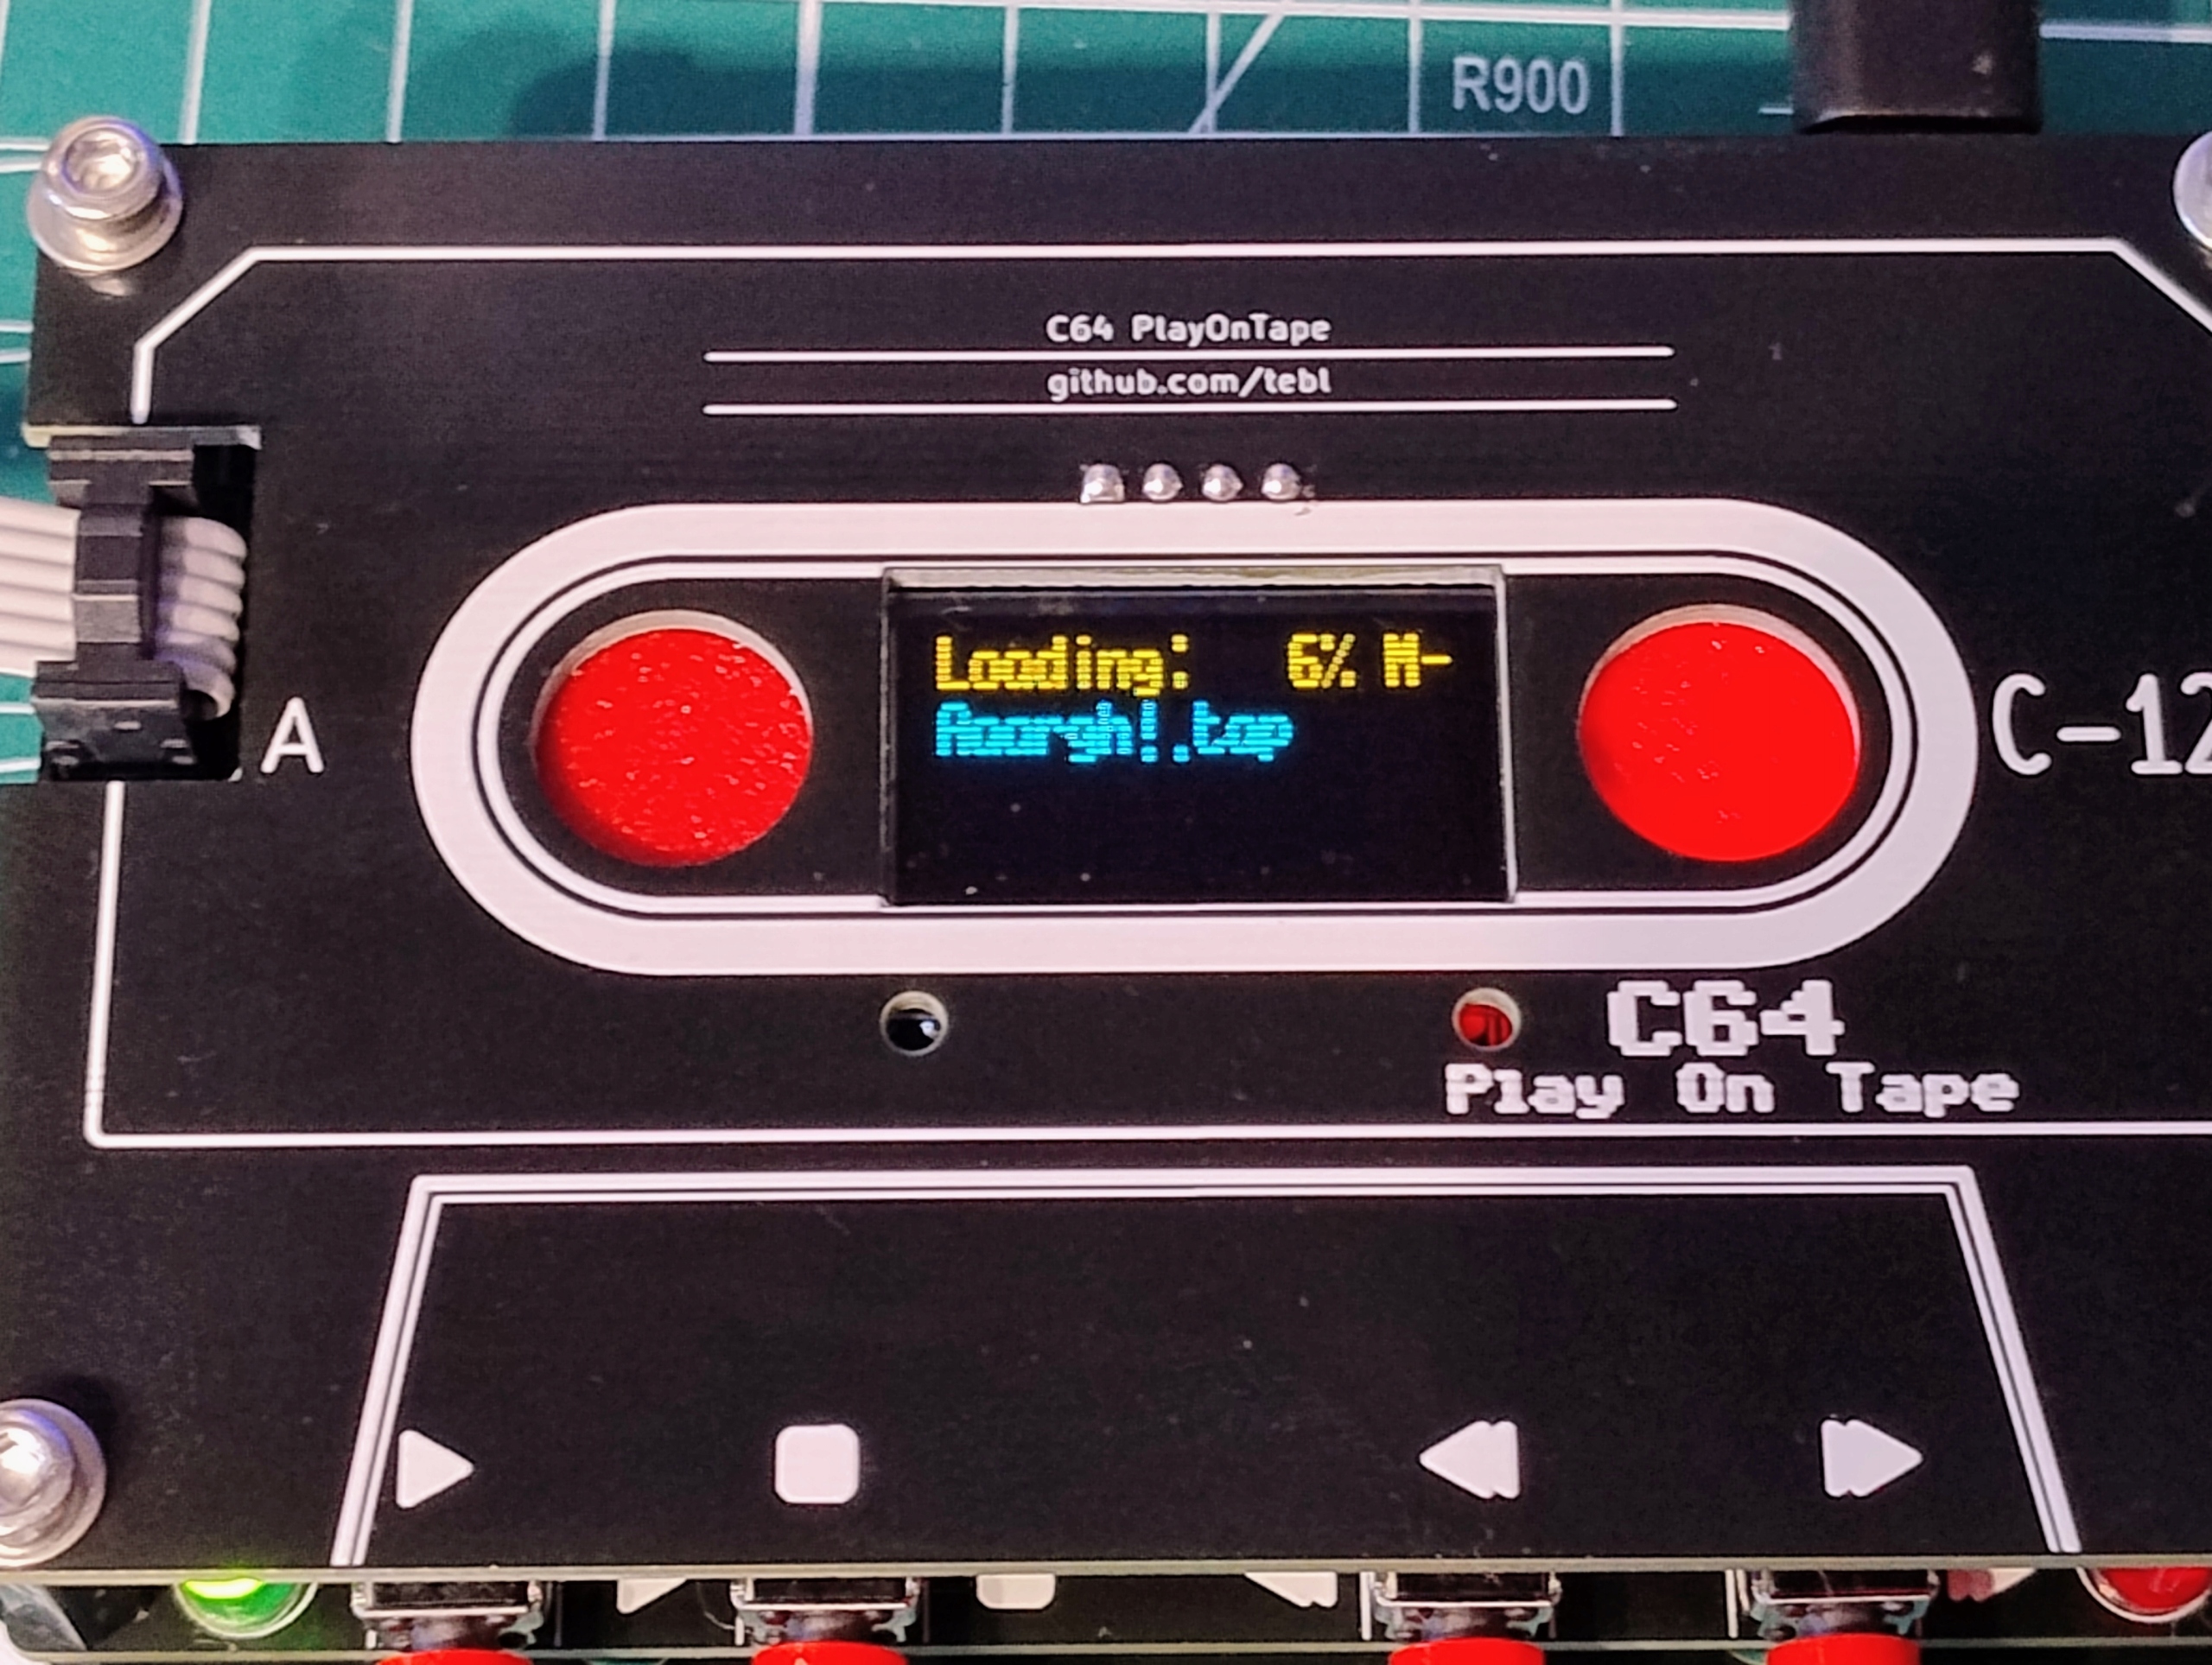 R900
C64 PlayOnTape
github.com/tebl
Loading: 6% M-
Aaargh!.tap
A
C-12
C64
Play On Tape